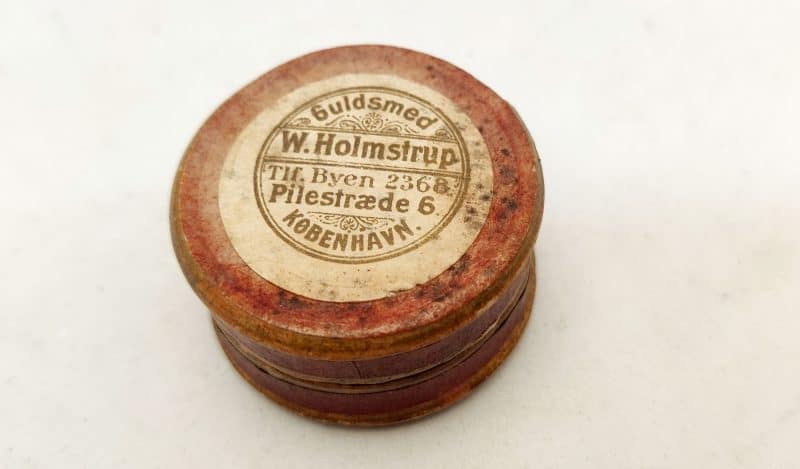 Guldsmed
W. Holmstrup
Tlf. Byen 2368
Pilestræde 6
KØBENHAVN.